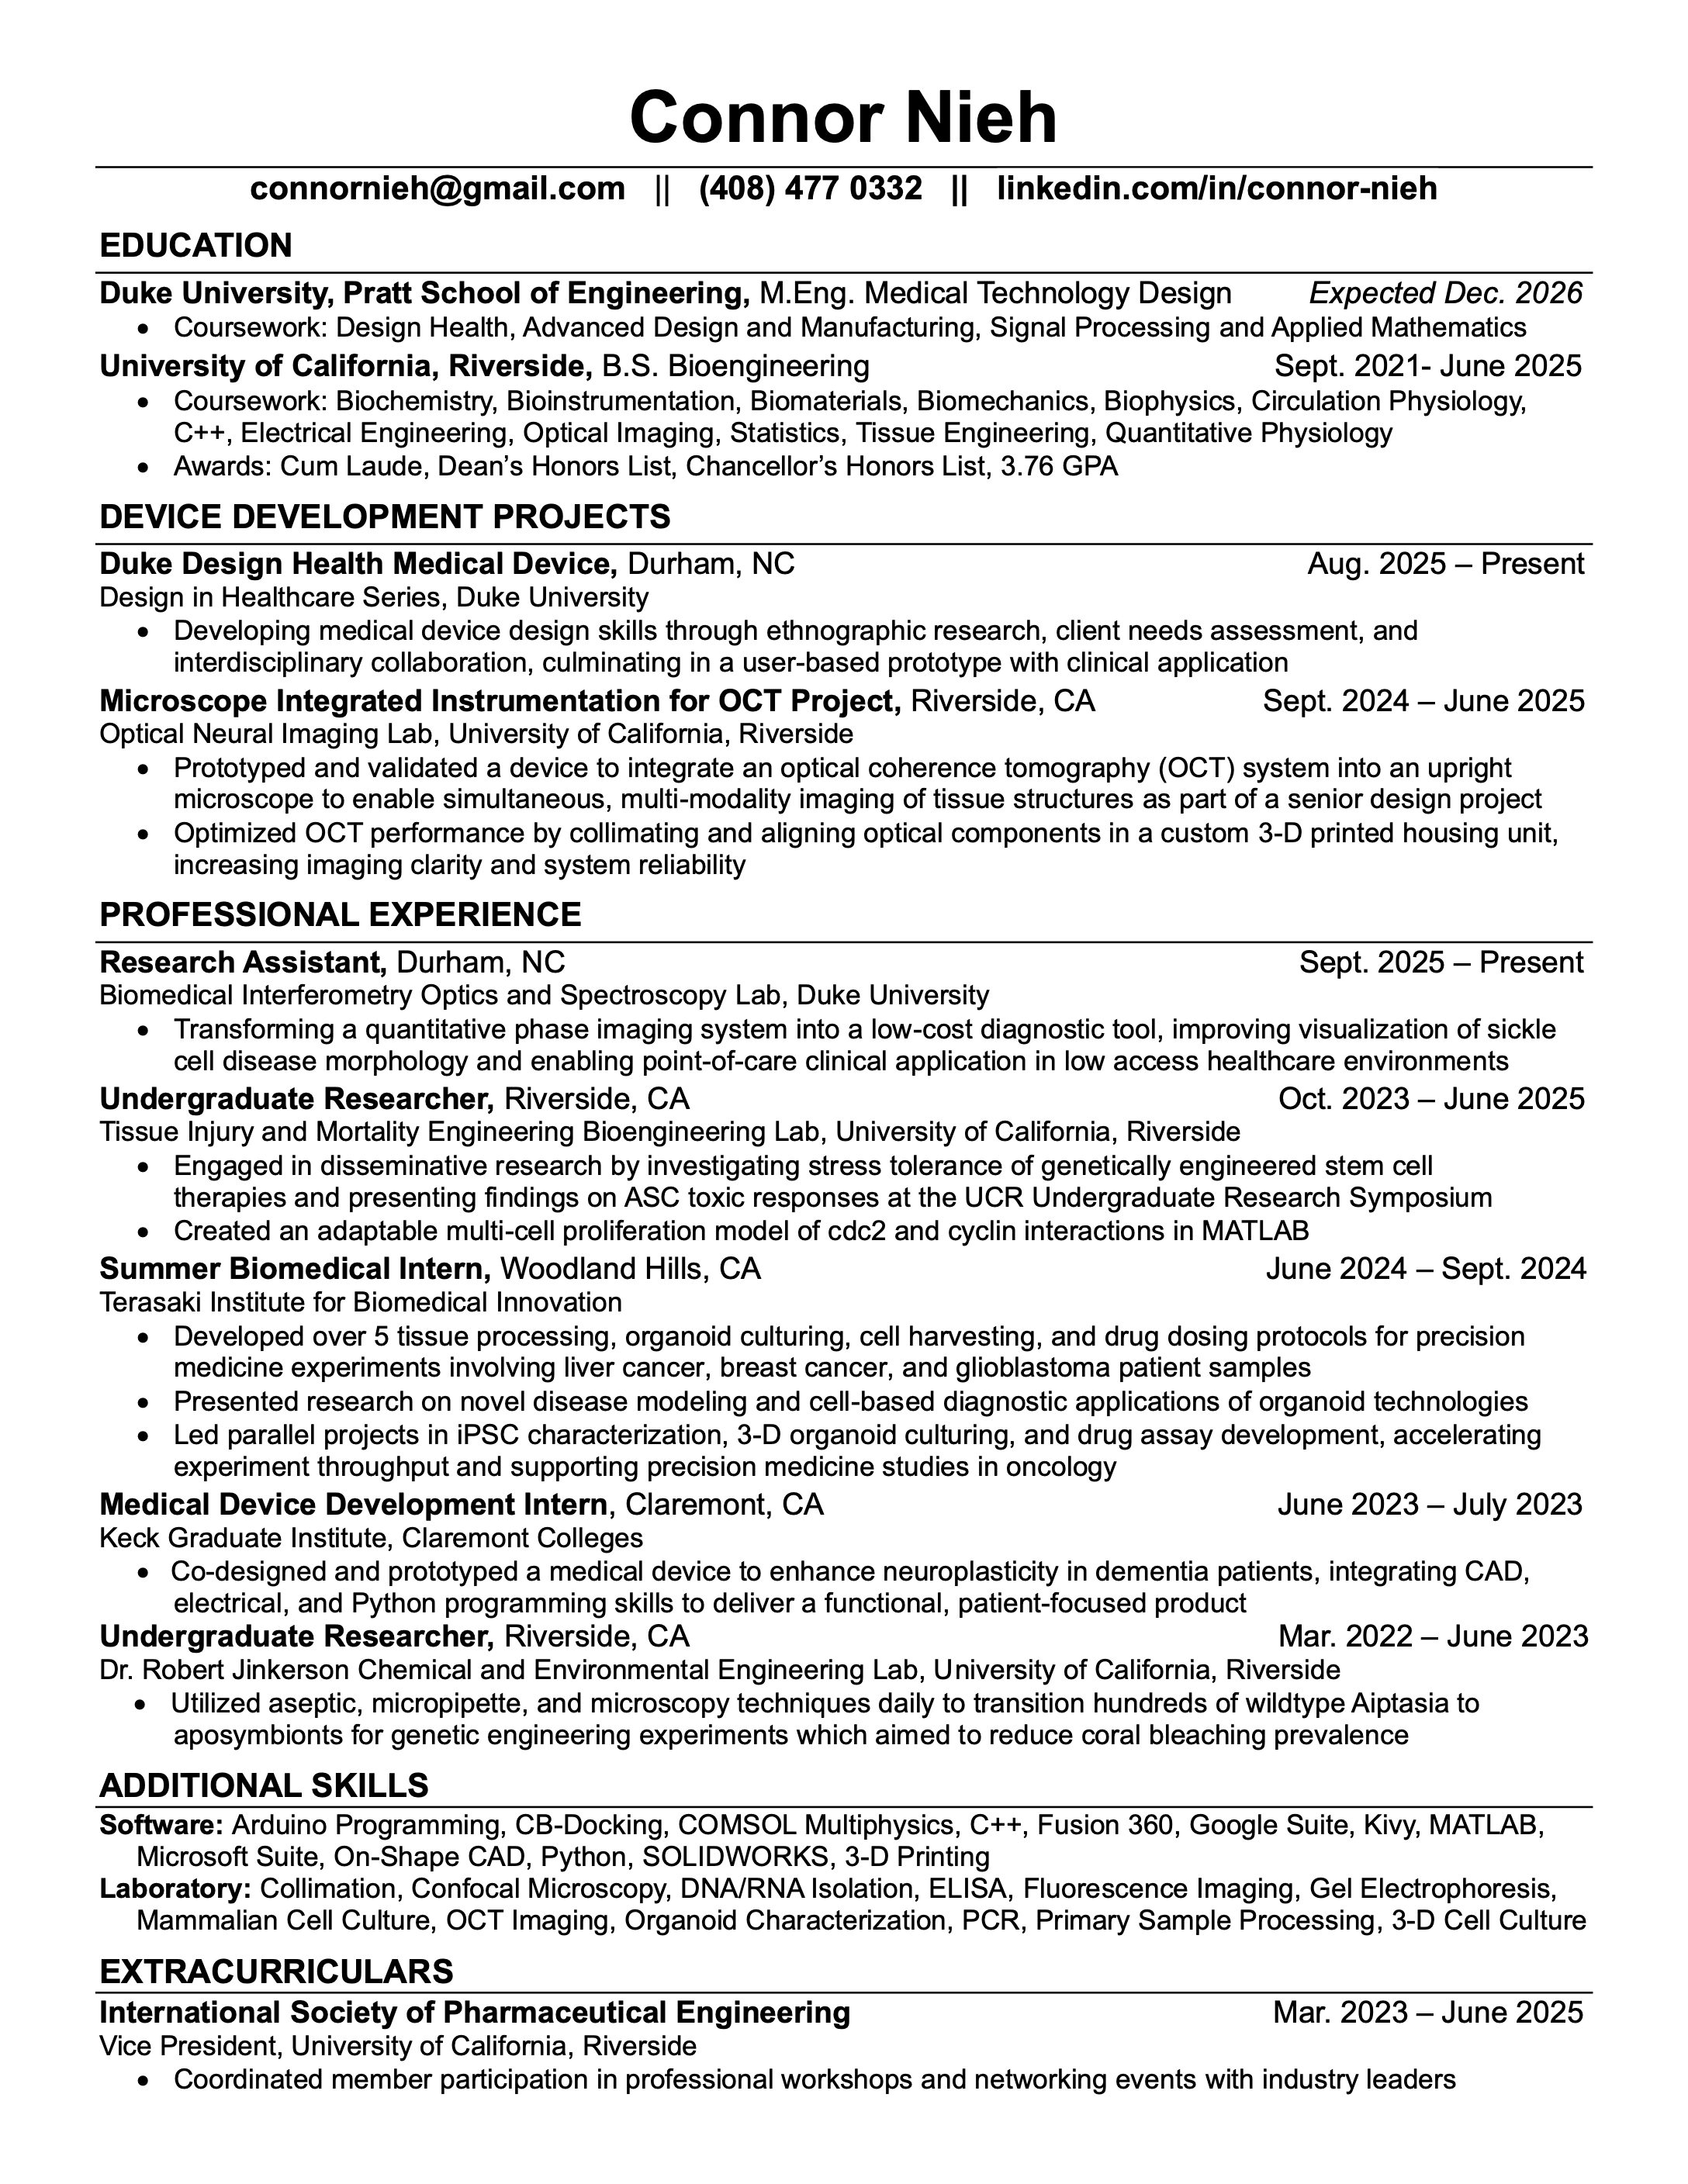 Connor Nieh
connornieh@gmail.com || (408) 477 0332 || linkedin.com/in/connor-nieh
EDUCATION
Duke University, Pratt School of Engineering, M.Eng. Medical Technology Design Expected Dec. 2026
• Coursework: Design Health, Advanced Design and Manufacturing, Signal Processing and Applied Mathematics
University of California, Riverside, B.S. Bioengineering Sept. 2021- June 2025
• Coursework: Biochemistry, Bioinstrumentation, Biomaterials, Biomechanics, Biophysics, Circulation Physiology,
C++, Electrical Engineering, Optical Imaging, Statistics, Tissue Engineering, Quantitative Physiology
• Awards: Cum Laude, Dean’s Honors List, Chancellor’s Honors List, 3.76 GPA
DEVICE DEVELOPMENT PROJECTS
Duke Design Health Medical Device, Durham, NC Aug. 2025 – Present
Design in Healthcare Series, Duke University
• Developing medical device design skills through ethnographic research, client needs assessment, and
interdisciplinary collaboration, culminating in a user-based prototype with clinical application
Microscope Integrated Instrumentation for OCT Project, Riverside, CA Sept. 2024 – June 2025
Optical Neural Imaging Lab, University of California, Riverside
• Prototyped and validated a device to integrate an optical coherence tomography (OCT) system into an upright
microscope to enable simultaneous, multi-modality imaging of tissue structures as part of a senior design project
• Optimized OCT performance by collimating and aligning optical components in a custom 3-D printed housing unit,
increasing imaging clarity and system reliability
PROFESSIONAL EXPERIENCE
Research Assistant, Durham, NC Sept. 2025 – Present
Biomedical Interferometry Optics and Spectroscopy Lab, Duke University
• Transforming a quantitative phase imaging system into a low-cost diagnostic tool, improving visualization of sickle
cell disease morphology and enabling point-of-care clinical application in low access healthcare environments
Undergraduate Researcher, Riverside, CA Oct. 2023 – June 2025
Tissue Injury and Mortality Engineering Bioengineering Lab, University of California, Riverside
• Engaged in disseminative research by investigating stress tolerance of genetically engineered stem cell
therapies and presenting findings on ASC toxic responses at the UCR Undergraduate Research Symposium
• Created an adaptable multi-cell proliferation model of cdc2 and cyclin interactions in MATLAB
Summer Biomedical Intern, Woodland Hills, CA June 2024 – Sept. 2024
Terasaki Institute for Biomedical Innovation
• Developed over 5 tissue processing, organoid culturing, cell harvesting, and drug dosing protocols for precision
medicine experiments involving liver cancer, breast cancer, and glioblastoma patient samples
• Presented research on novel disease modeling and cell-based diagnostic applications of organoid technologies
• Led parallel projects in iPSC characterization, 3-D organoid culturing, and drug assay development, accelerating
experiment throughput and supporting precision medicine studies in oncology
Medical Device Development Intern, Claremont, CA June 2023 – July 2023
Keck Graduate Institute, Claremont Colleges
• Co-designed and prototyped a medical device to enhance neuroplasticity in dementia patients, integrating CAD,
electrical, and Python programming skills to deliver a functional, patient-focused product
Undergraduate Researcher, Riverside, CA Mar. 2022 – June 2023
Dr. Robert Jinkerson Chemical and Environmental Engineering Lab, University of California, Riverside
• Utilized aseptic, micropipette, and microscopy techniques daily to transition hundreds of wildtype Aiptasia to
aposymbionts for genetic engineering experiments which aimed to reduce coral bleaching prevalence
ADDITIONAL SKILLS
Software: Arduino Programming, CB-Docking, COMSOL Multiphysics, C++, Fusion 360, Google Suite, Kivy, MATLAB,
Microsoft Suite, On-Shape CAD, Python, SOLIDWORKS, 3-D Printing
Laboratory: Collimation, Confocal Microscopy, DNA/RNA Isolation, ELISA, Fluorescence Imaging, Gel Electrophoresis,
Mammalian Cell Culture, OCT Imaging, Organoid Characterization, PCR, Primary Sample Processing, 3-D Cell Culture
EXTRACURRICULARS
International Society of Pharmaceutical Engineering Mar. 2023 – June 2025
Vice President, University of California, Riverside
• Coordinated member participation in professional workshops and networking events with industry leaders